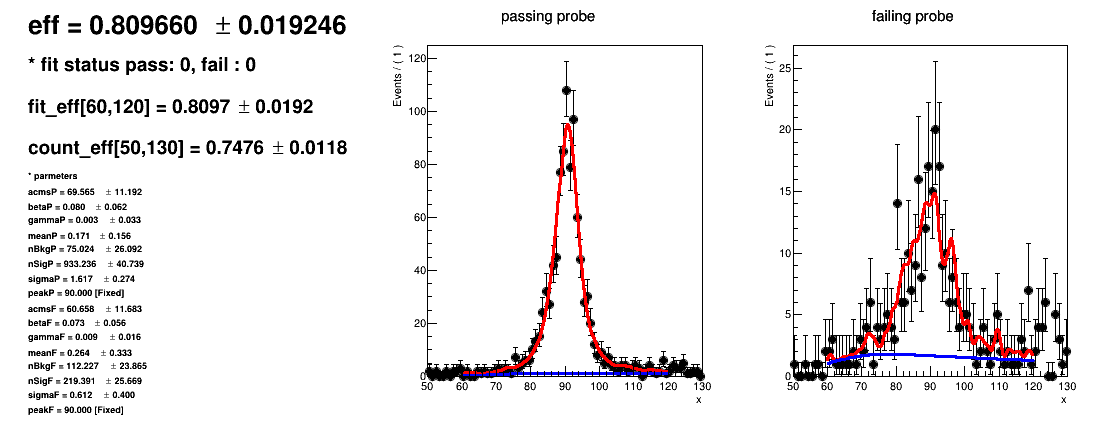 eff = 0.809660 ± 0.019246
* fit status pass: 0, fail : 0
fit_eff[60,120] = 0.8097 ± 0.0192
count_eff[50,130] = 0.7476 ± 0.0118
* parmeters
acmsP = 69.565 ± 11.192
betaP = 0.080 ± 0.062
gammaP = 0.003 ± 0.033
meanP = 0.171 ± 0.156
nBkgP = 75.024 ± 26.092
nSigP = 933.236 ± 40.739
sigmaP = 1.617 ± 0.274
peakP = 90.000 [Fixed]
acmsF = 60.658 ± 11.683
betaF = 0.073 ± 0.056
gammaF = 0.009 ± 0.016
meanF = 0.264 ± 0.333
nBkgF = 112.227 ± 23.865
nSigF = 219.391 ± 25.669
sigmaF = 0.612 ± 0.400
peakF = 90.000 [Fixed]
passing probe
Events / ( 1 )
120
100
80
60
40
20
0
50 60 70 80 90 100 110 120 130
x
failing probe
Events / ( 1 )
25
20
15
10
5
0
50 60 70 80 90 100 110 120 130
x